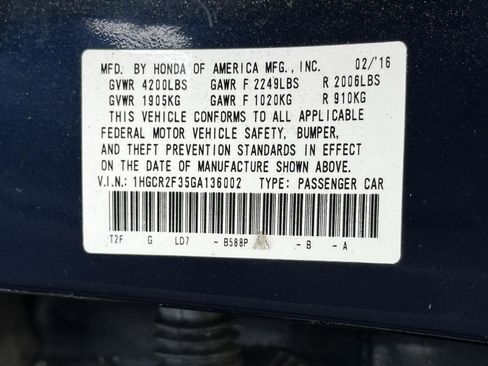 MFD. BY HONDA OF AMERICA MFG., INC. 02/'16
GVWR 4200LBS GAWR F 2249LBS R 2006LBS
GVWR 1905KG GAWR F 1020KG R 910KG
THIS VEHICLE CONFORMS TO ALL APPLICABLE
FEDERAL MOTOR VEHICLE SAFETY, BUMPER,
AND THEFT PREVENTION STANDARDS IN EFFECT
ON THE DATE OF MANUFACTURE SHOWN ABOVE.
V.I.N.: 1HGCR2F35GA136002 TYPE: PASSENGER CAR
T2F G LD7 -B588P -B -A